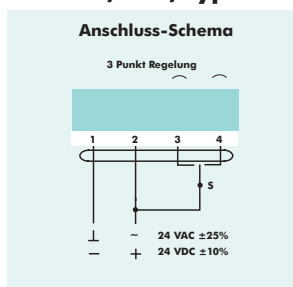 Anschluss-Schema
3 Punkt Regelung
1 2 3 4
S
⊥ ~ 24 VAC ±25%
− + 24 VDC ±10%